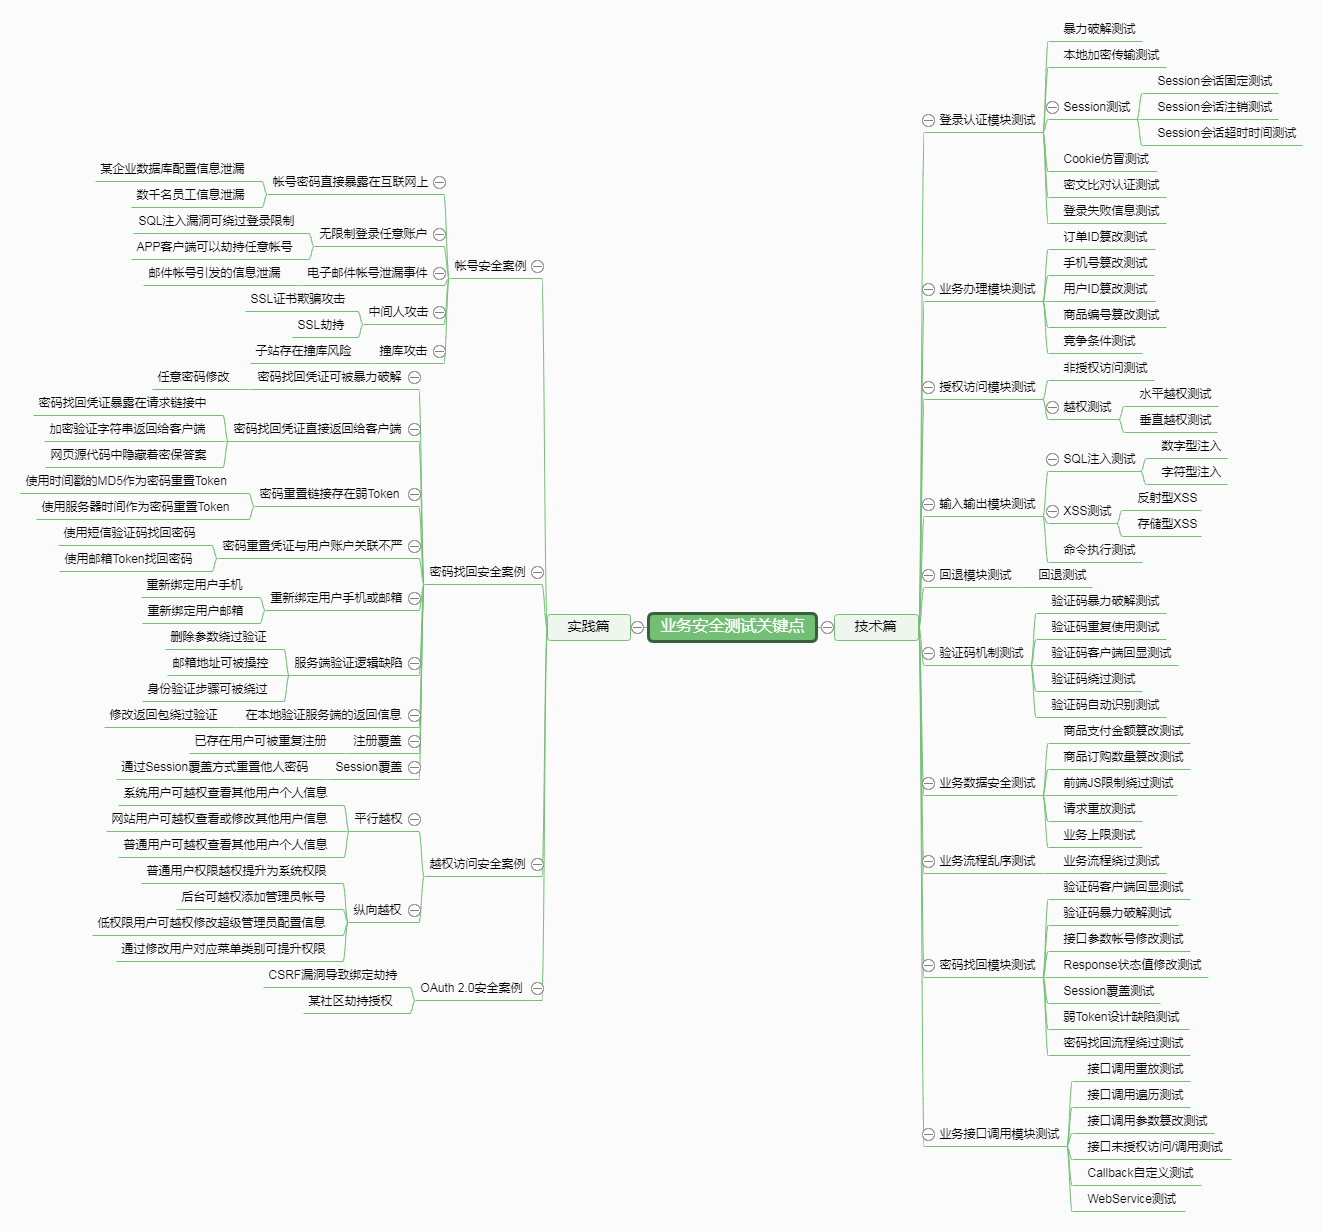 业务安全测试关键点
技术篇
登录认证模块测试
暴力破解测试
本地加密传输测试
Session测试
Session会话固定测试
Session会话注销测试
Session会话超时时间测试
Cookie仿冒测试
密文比对认证测试
登录失败信息测试
业务办理模块测试
订单ID篡改测试
手机号篡改测试
用户ID篡改测试
商品编号篡改测试
竞争条件测试
授权访问模块测试
非授权访问测试
越权测试
水平越权测试
垂直越权测试
输入输出模块测试
SQL注入测试
数字型注入
字符型注入
XSS测试
反射型XSS
存储型XSS
命令执行测试
回退模块测试
回退测试
验证码机制测试
验证码暴力破解测试
验证码重复使用测试
验证码客户端回显测试
验证码绕过测试
验证码自动识别测试
业务数据安全测试
商品支付金额篡改测试
商品订购数量篡改测试
前端JS限制绕过测试
请求重放测试
业务上限测试
业务流程乱序测试
业务流程绕过测试
密码找回模块测试
验证码客户端回显测试
验证码暴力破解测试
接口参数帐号修改测试
Response状态值修改测试
Session覆盖测试
弱Token设计缺陷测试
密码找回流程绕过测试
业务接口调用模块测试
接口调用重放测试
接口调用遍历测试
接口调用参数篡改测试
接口未授权访问/调用测试
Callback自定义测试
WebService测试
实践篇
帐号安全案例
帐号密码直接暴露在互联网上
某企业数据库配置信息泄漏
数千名员工信息泄漏
无限制登录任意账户
SQL注入漏洞可绕过登录限制
APP客户端可以劫持任意帐号
电子邮件帐号泄漏事件
邮件帐号引发的信息泄漏
中间人攻击
SSL证书欺骗攻击
SSL劫持
撞库攻击
子站存在撞库风险
密码找回安全案例
密码找回凭证可被暴力破解
任意密码修改
密码找回凭证直接返回给客户端
密码找回凭证暴露在请求链接中
加密验证字符串返回给客户端
网页源代码中隐藏着密保答案
密码重置链接存在弱Token
使用时间戳的MD5作为密码重置Token
使用服务器时间作为密码重置Token
密码重置凭证与用户账户关联不严
使用短信验证码找回密码
使用邮箱Token找回密码
重新绑定用户手机或邮箱
重新绑定用户手机
重新绑定用户邮箱
服务端验证逻辑缺陷
删除参数绕过验证
邮箱地址可被操控
身份验证步骤可被绕过
在本地验证服务端的返回信息
修改返回包绕过验证
注册覆盖
已存在用户可被重复注册
Session覆盖
通过Session覆盖方式重置他人密码
越权访问安全案例
平行越权
系统用户可越权查看其他用户个人信息
网站用户可越权查看或修改其他用户信息
普通用户可越权查看其他用户个人信息
纵向越权
普通用户权限越权提升为系统权限
后台可越权添加管理员帐号
低权限用户可越权修改超级管理员配置信息
通过修改用户对应菜单类别可提升权限
OAuth 2.0安全案例
CSRF漏洞导致绑定劫持
某社区劫持授权